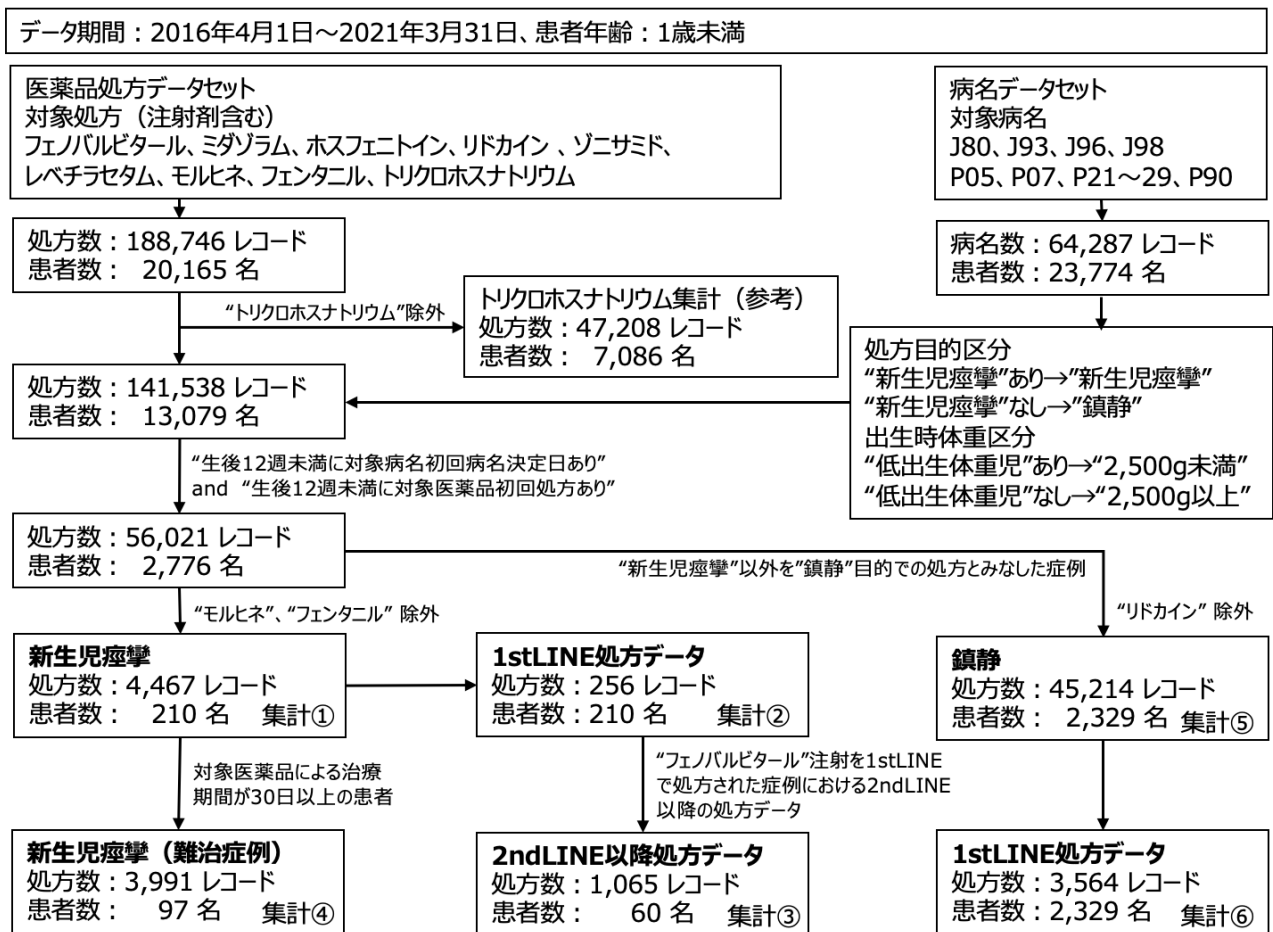 データ期間：2016年4月1日～2021年3月31日、患者年齢：1歳未満
医薬品処方データセット
対象処方（注射剤含む）
フェノバルビタール、ミダゾラム、ホスフェニトイン、リドカイン 、ゾニサミド、
レベチラセタム、モルヒネ、フェンタニル、トリクロホスナトリウム
病名データセット
対象病名
J80、J93、J96、J98
P05、P07、P21～29、P90
処方数：188,746 レコード
患者数： 20,165 名
病名数：64,287 レコード
患者数：23,774 名
“トリクロホスナトリウム”除外
トリクロホスナトリウム集計（参考）
処方数：47,208 レコード
患者数： 7,086 名
処方目的区分
“新生児痙攣”あり→”新生児痙攣”
“新生児痙攣”なし→”鎮静”
出生時体重区分
“低出生体重児”あり→“2,500g未満”
“低出生体重児”なし→“2,500g以上”
処方数：141,538 レコード
患者数： 13,079 名
“生後12週未満に対象病名初回病名決定日あり”
and “生後12週未満に対象医薬品初回処方あり”
処方数：56,021 レコード
患者数： 2,776 名
“新生児痙攣”以外を”鎮静”目的での処方とみなした症例
“モルヒネ”、“フェンタニル” 除外
“リドカイン” 除外
新生児痙攣
処方数：4,467 レコード
患者数： 210 名 集計①
1stLINE処方データ
処方数：256 レコード
患者数：210 名 集計②
鎮静
処方数：45,214 レコード
患者数： 2,329 名 集計⑤
対象医薬品による治療
期間が30日以上の患者
“フェノバルビタール”注射を1stLINE
で処方された症例における2ndLINE
以降の処方データ
新生児痙攣（難治症例）
処方数：3,991 レコード
患者数： 97 名 集計④
2ndLINE以降処方データ
処方数：1,065 レコード
患者数： 60 名 集計③
1stLINE処方データ
処方数：3,564 レコード
患者数：2,329 名 集計⑥